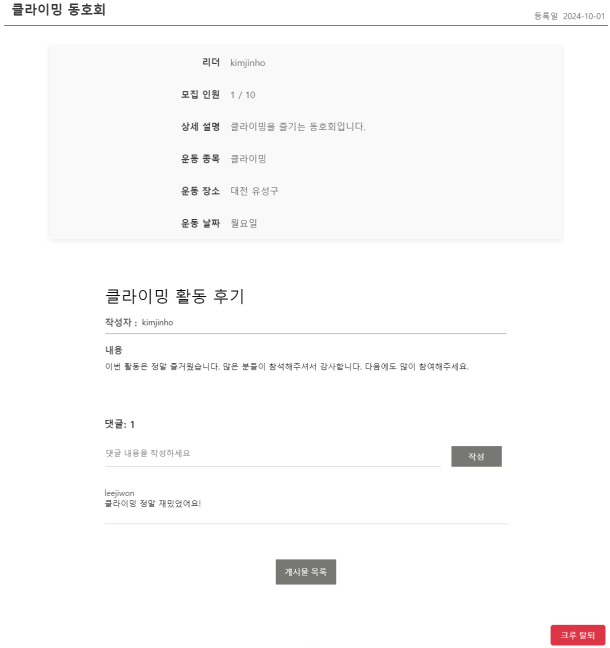 클라이밍 동호회
등록일 2024-10-01
리더 kimjinho
모집 인원 1 / 10
상세 설명 클라이밍을 즐기는 동호회입니다.
운동 종목 클라이밍
운동 장소 대전 유성구
운동 날짜 월요일
클라이밍 활동 후기
작성자 : kimjinho
내용
이번 활동은 정말 즐거웠습니다. 많은 분들이 참석해주셔서 감사합니다. 다음에도 많이 참여해주세요.
댓글: 1
댓글 내용을 작성하세요
작성
leejiwon
클라이밍 정말 재밌었어요!
게시물 목록
크루 탈퇴